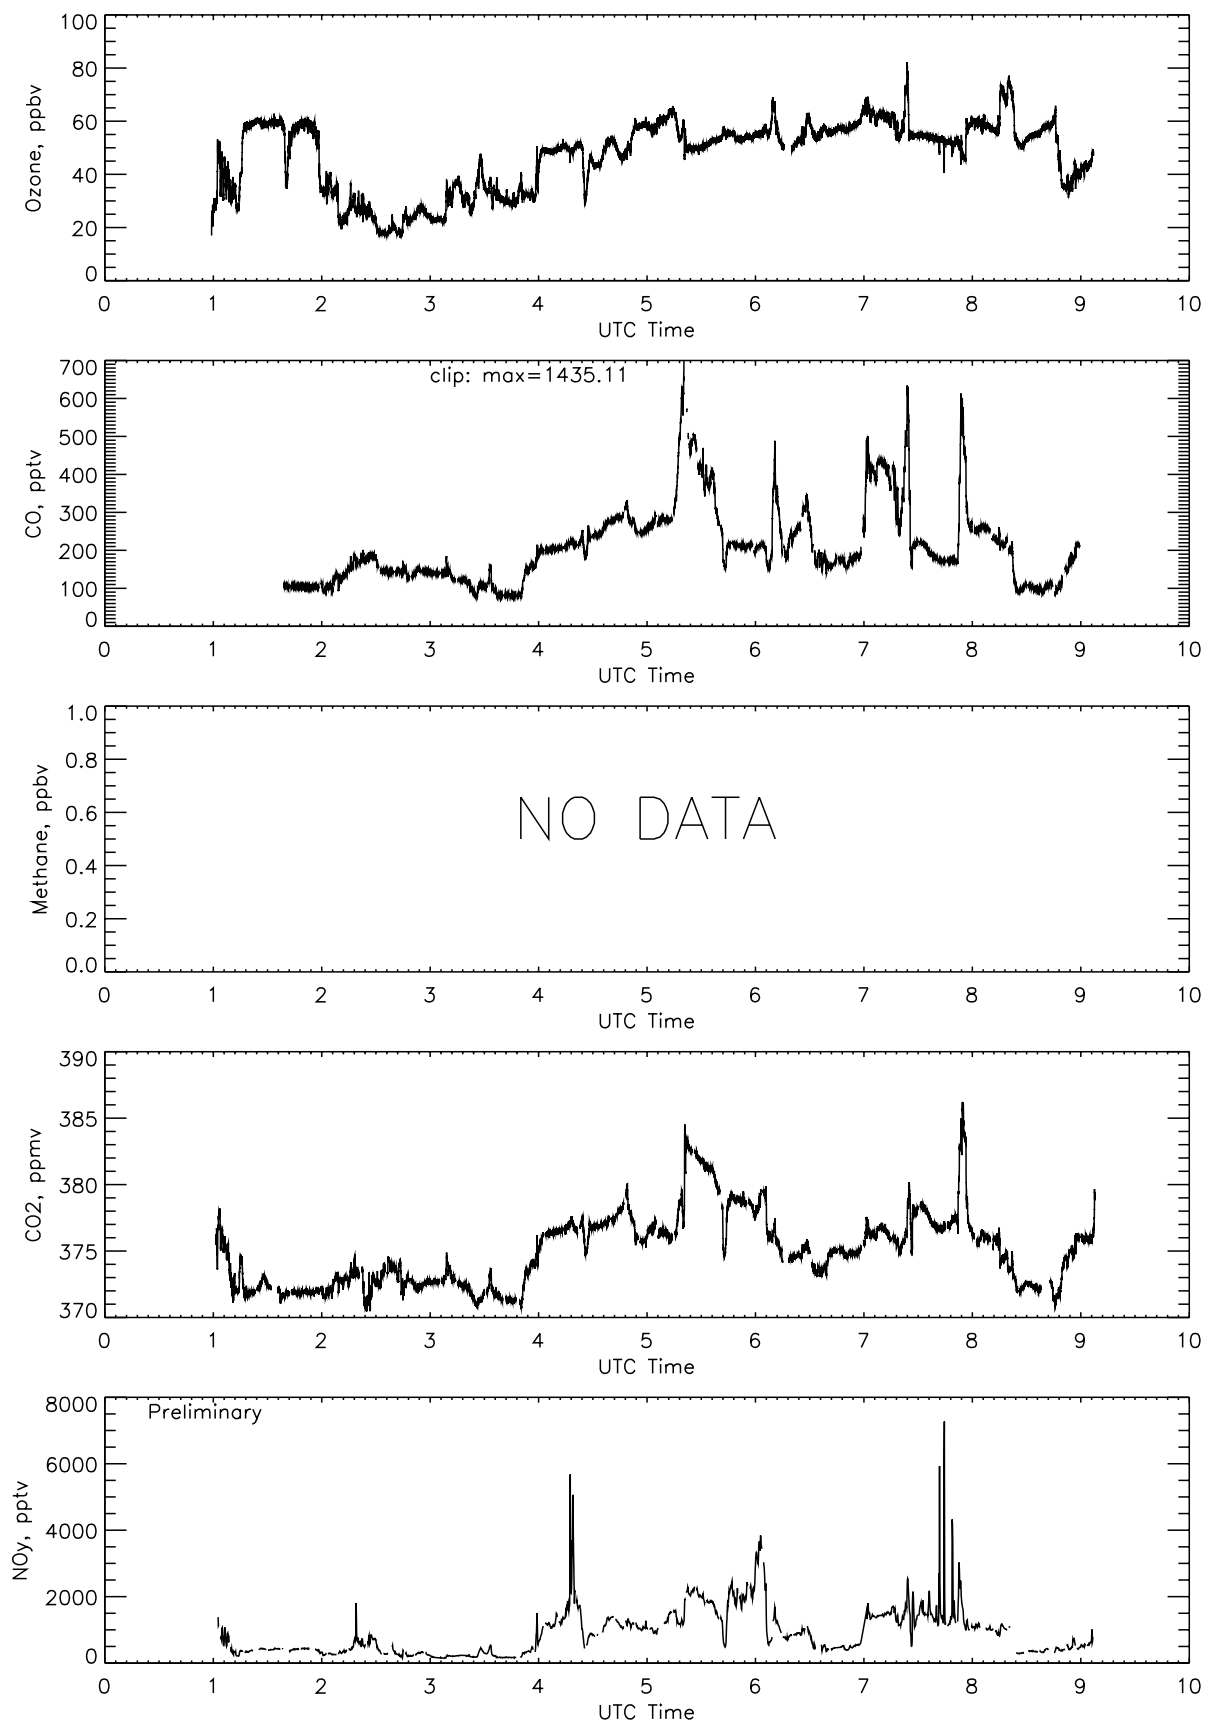 100
80
60
40
20
0
Ozone, ppbv
0 1 2 3 4 5 6 7 8 9 10
UTC Time
clip: max=1435.11
700
600
500
400
300
200
100
0
CO, pptv
0 1 2 3 4 5 6 7 8 9 10
UTC Time
1.0
0.8
0.6
0.4
0.2
0.0
Methane, ppbv
NO DATA
0 1 2 3 4 5 6 7 8 9 10
UTC Time
390
385
380
375
370
CO2, ppmv
0 1 2 3 4 5 6 7 8 9 10
UTC Time
Preliminary
8000
6000
4000
2000
0
NOy, pptv
0 1 2 3 4 5 6 7 8 9 10
UTC Time